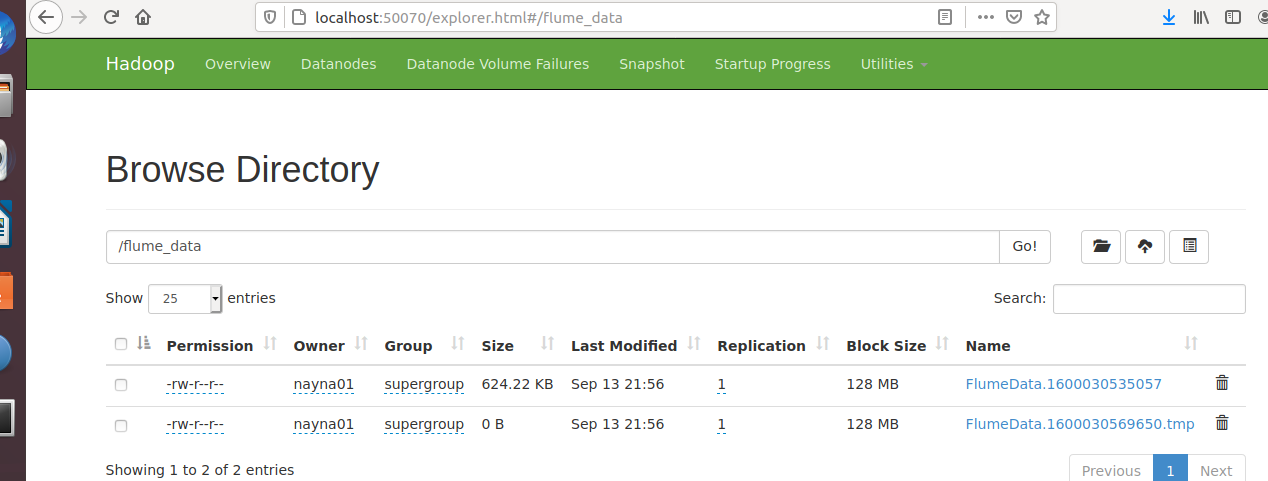 localhost:50070/explorer.html#/flume_data
Hadoop Overview Datanodes Datanode Volume Failures Snapshot Startup Progress Utilities
Browse Directory
/flume_data Go!
Show 25 entries Search:
Permission Owner Group Size Last Modified Replication Block Size Name
-rw-r--r-- nayna01 supergroup 624.22 KB Sep 13 21:56 1 128 MB FlumeData.1600030535057
-rw-r--r-- nayna01 supergroup 0 B Sep 13 21:56 1 128 MB FlumeData.1600030569650.tmp
Showing 1 to 2 of 2 entries Previous 1 Next